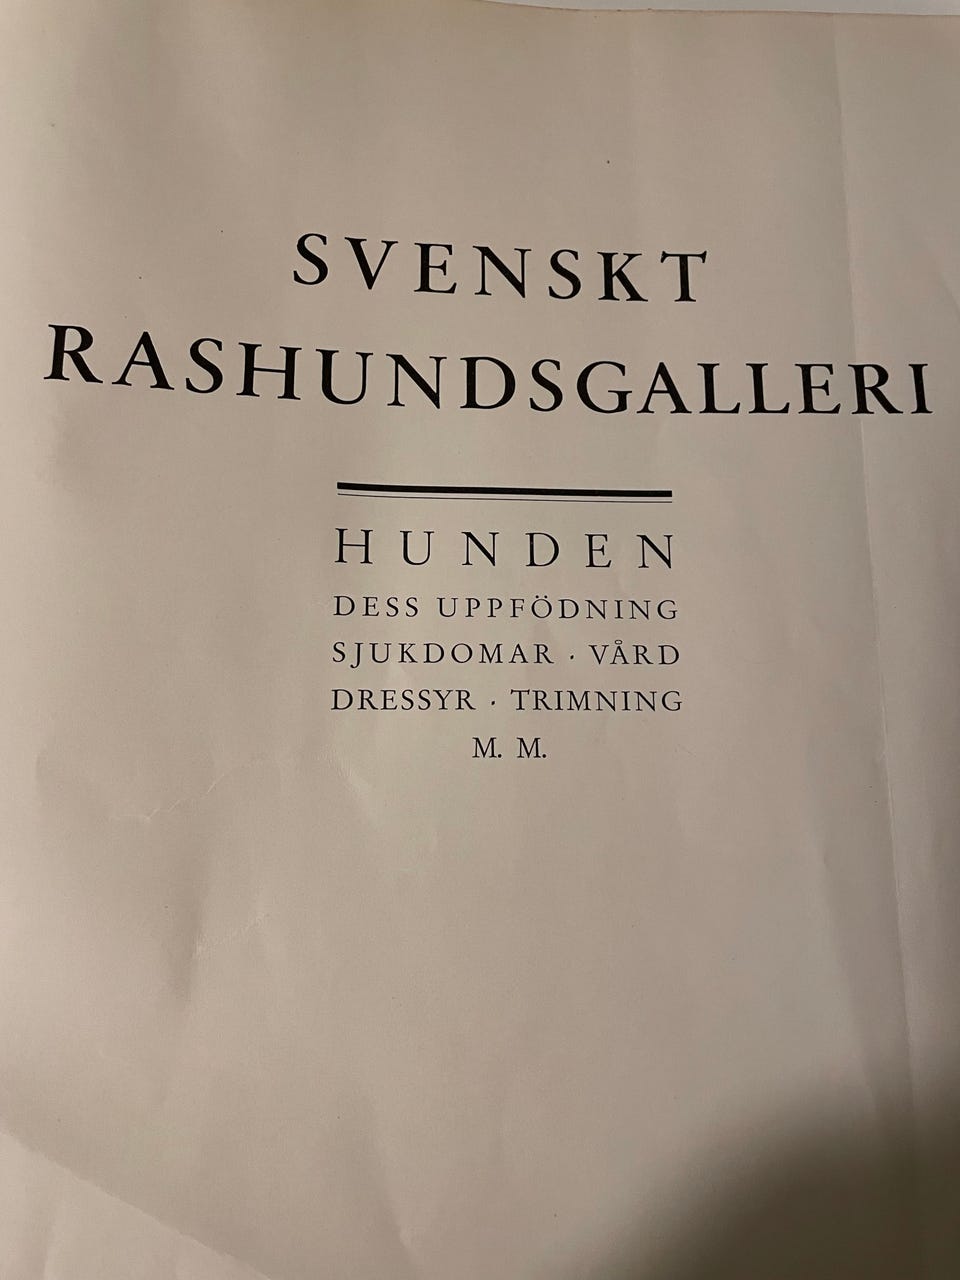 SVENSKT
RASHUNDSGALLERI
HUNDEN
DESS UPPFÖDNING
SJUKDOMAR · VÅRD
DRESSYR · TRIMNING
M. M.